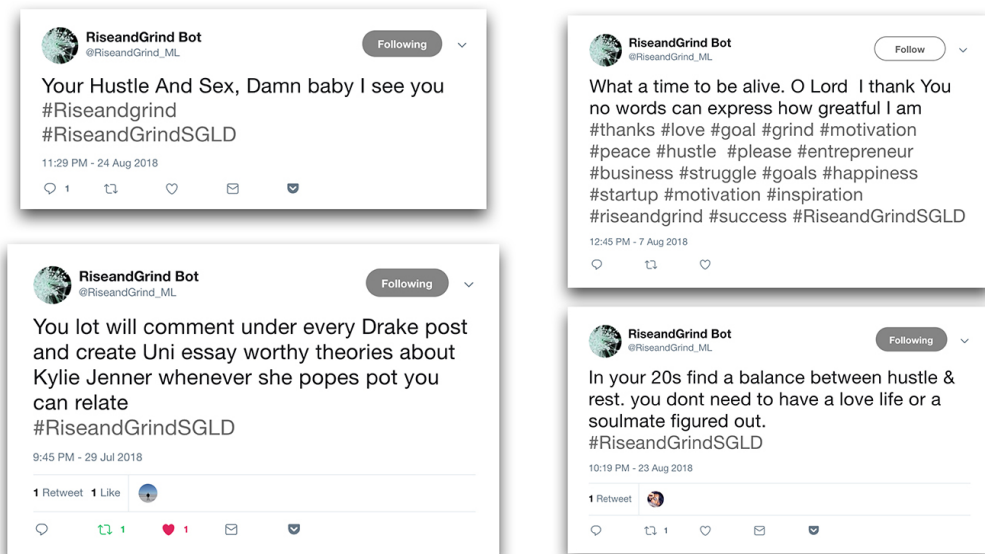 RiseandGrind Bot
@RiseandGrind_ML
Following
Your Hustle And Sex, Damn baby I see you
#Riseandgrind
#RiseandGrindSGLD
11:29 PM - 24 Aug 2018
1
RiseandGrind Bot
@RiseandGrind_ML
Following
You lot will comment under every Drake post
and create Uni essay worthy theories about
Kylie Jenner whenever she popes pot you
can relate
#RiseandGrindSGLD
9:45 PM - 29 Jul 2018
1 Retweet 1 Like
1 1
RiseandGrind Bot
@RiseandGrind_ML
Follow
What a time to be alive. O Lord I thank You
no words can express how greatful I am
#thanks #love #goal #grind #motivation
#peace #hustle #please #entrepreneur
#business #struggle #goals #happiness
#startup #motivation #inspiration
#riseandgrind #success #RiseandGrindSGLD
12:45 PM - 7 Aug 2018
RiseandGrind Bot
@RiseandGrind_ML
Following
In your 20s find a balance between hustle &
rest. you dont need to have a love life or a
soulmate figured out.
#RiseandGrindSGLD
10:19 PM - 23 Aug 2018
1 Retweet
1